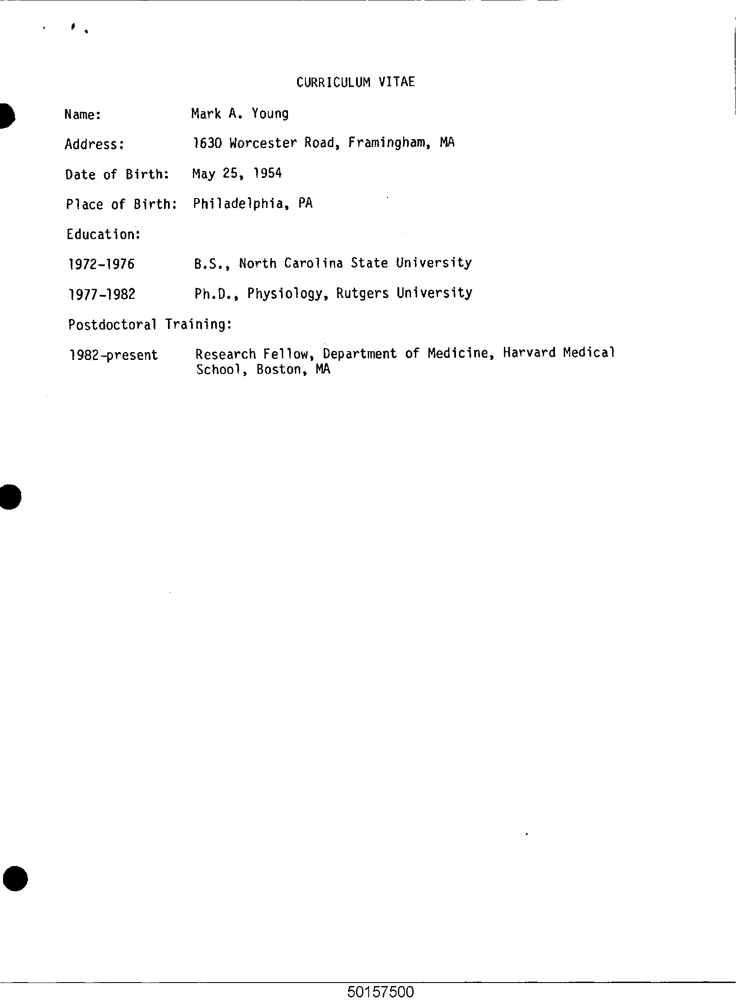 CURRICULUM VITAE
Name: Mark A. Young
Address: 1630 Worcester Road, Framingham, MA
Date of Birth: May 25, 1954
Place of Birth: Philadelphia, PA
Education:
1972-1976 B.S., North Carolina State University
1977-1982 Ph.D., Physiology, Rutgers University
Postdoctoral Training:
1982-present Research Fellow, Department of Medicine, Harvard Medical
School, Boston, MA
50157500